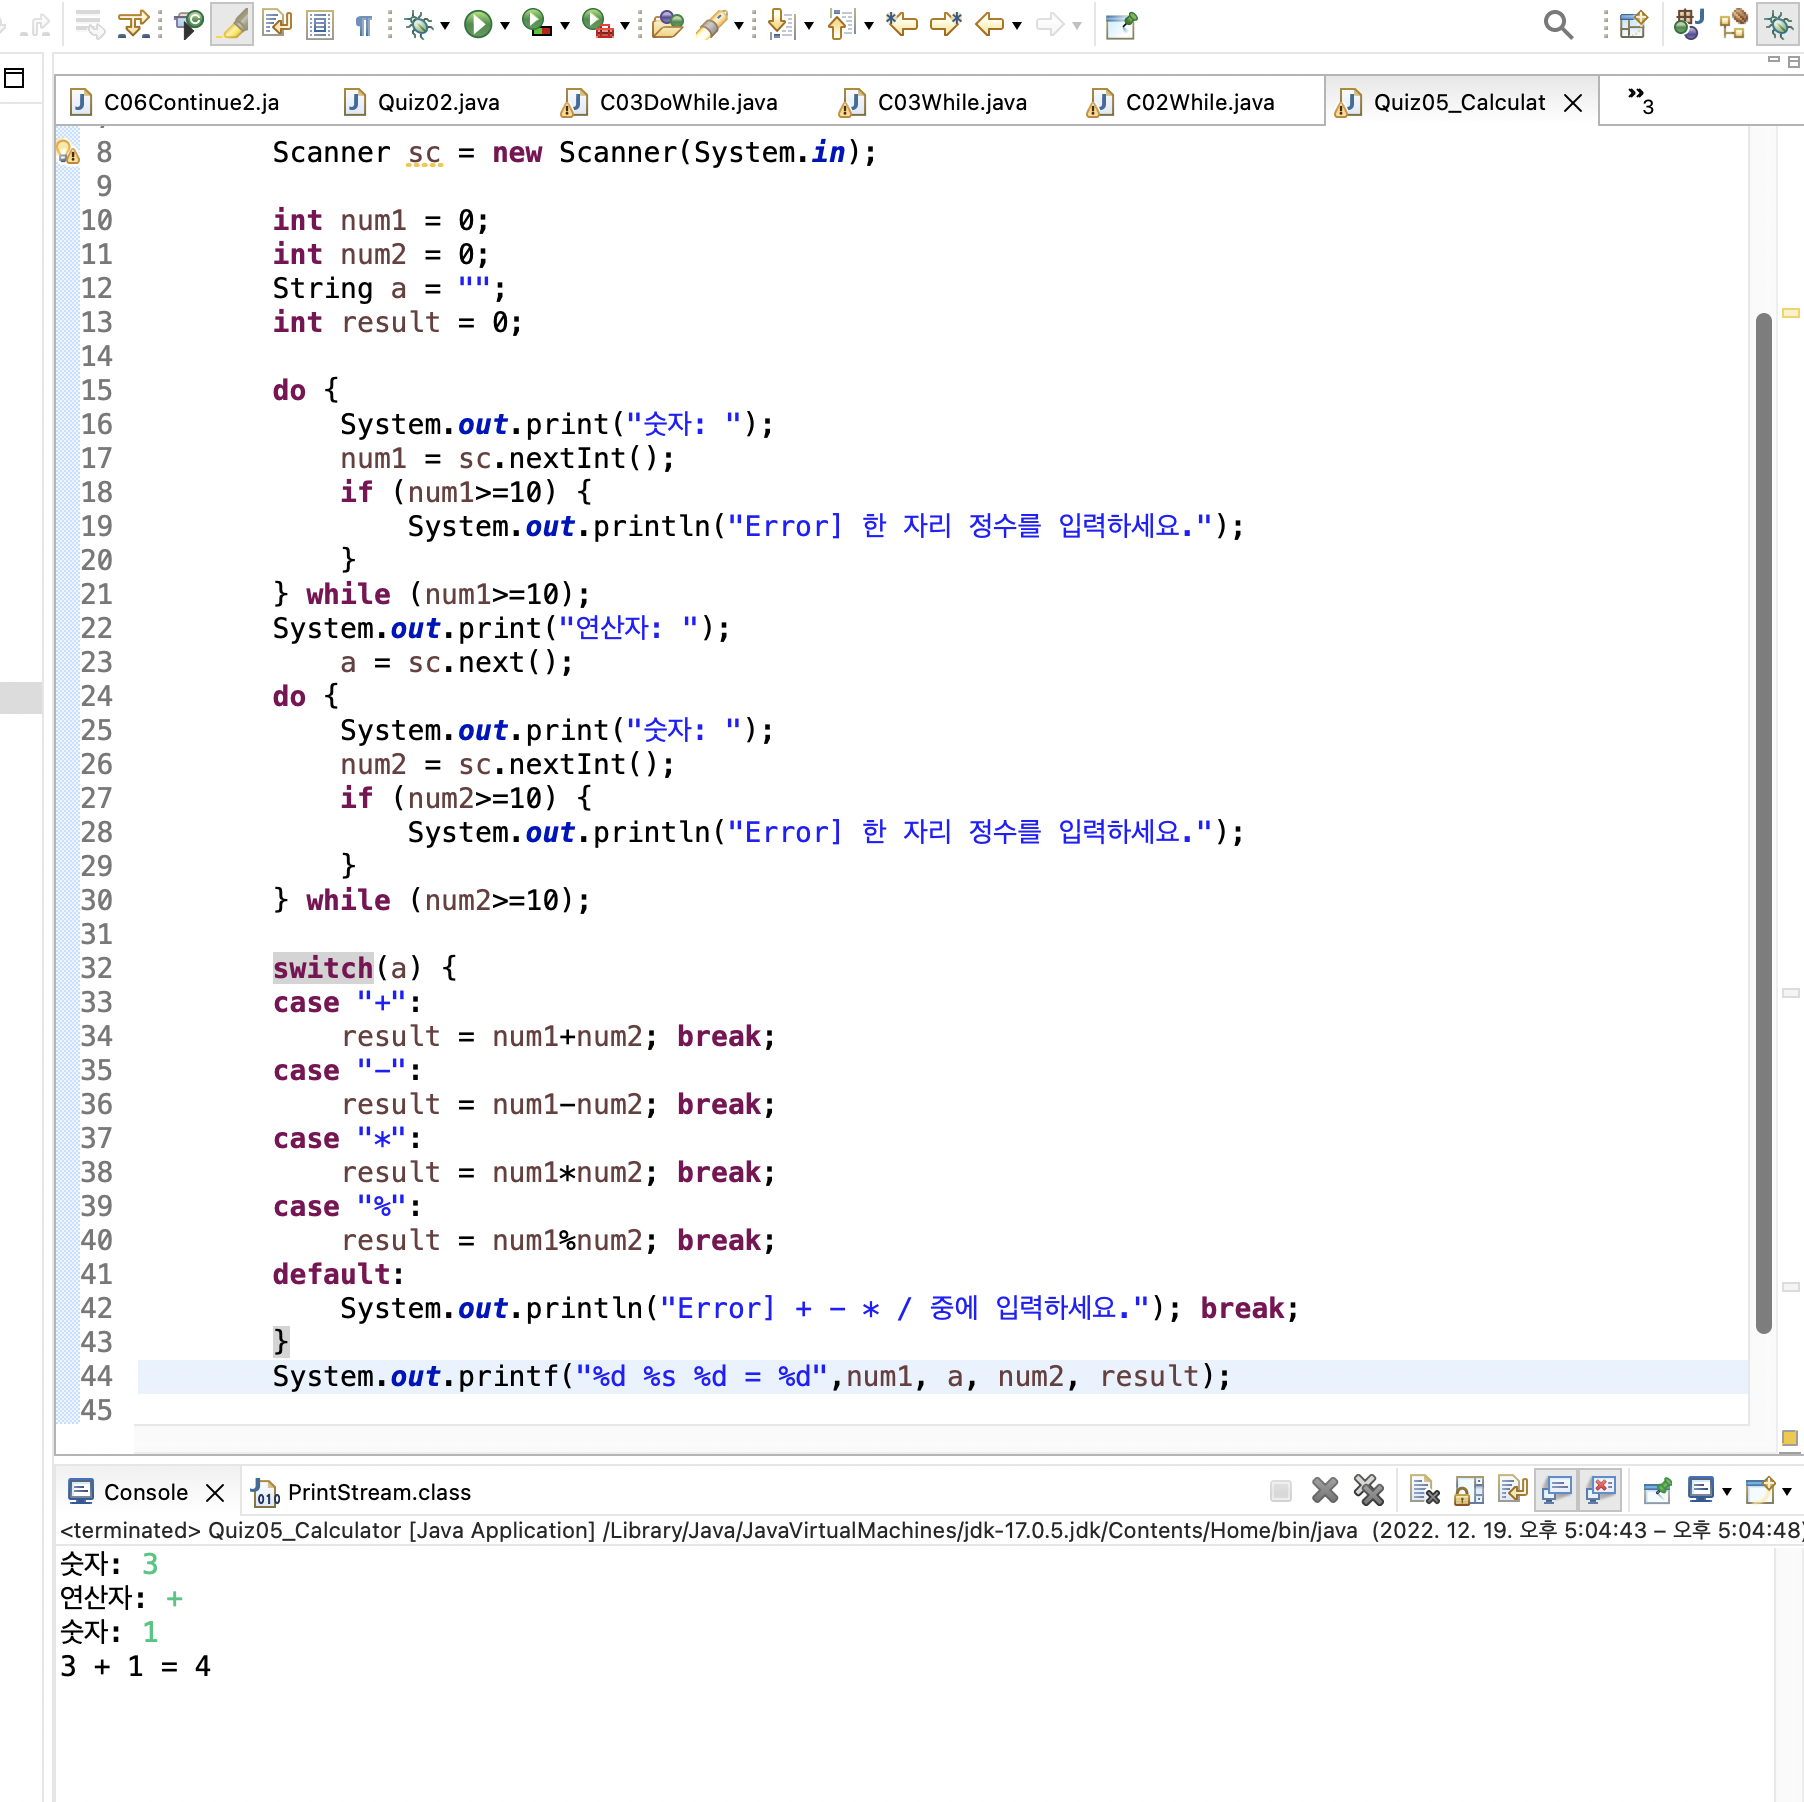 C06Continue2.ja Quiz02.java C03DoWhile.java C03While.java C02While.java Quiz05_Calculat »3
8 Scanner sc = new Scanner(System.in);
9
10 int num1 = 0;
11 int num2 = 0;
12 String a = "";
13 int result = 0;
14
15 do {
16 System.out.print("숫자: ");
17 num1 = sc.nextInt();
18 if (num1>=10) {
19 System.out.println("Error] 한 자리 정수를 입력하세요.");
20 }
21 } while (num1>=10);
22 System.out.print("연산자: ");
23 a = sc.next();
24 do {
25 System.out.print("숫자: ");
26 num2 = sc.nextInt();
27 if (num2>=10) {
28 System.out.println("Error] 한 자리 정수를 입력하세요.");
29 }
30 } while (num2>=10);
31
32 switch(a) {
33 case "+":
34 result = num1+num2; break;
35 case "-":
36 result = num1-num2; break;
37 case "*":
38 result = num1*num2; break;
39 case "%":
40 result = num1%num2; break;
41 default:
42 System.out.println("Error] + - * / 중에 입력하세요."); break;
43 }
44 System.out.printf("%d %s %d = %d",num1, a, num2, result);
45
Console PrintStream.class
<terminated> Quiz05_Calculator [Java Application] /Library/Java/JavaVirtualMachines/jdk-17.0.5.jdk/Contents/Home/bin/java (2022. 12. 19. 오후 5:04:43 – 오후 5:04:48)
숫자: 3
연산자: +
숫자: 1
3 + 1 = 4